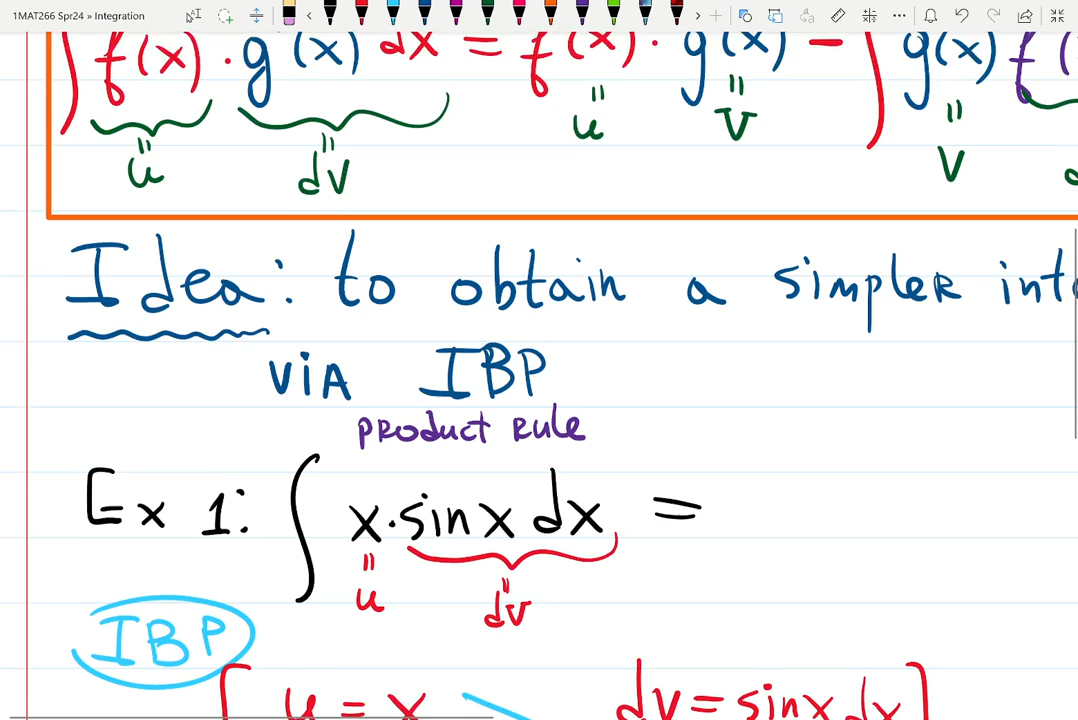 1MAT266 Spr24 » Integration
∫ f(x) · g'(x) dx = f(x) · g(x) - ∫ g(x) f'(
u dv u v v d
Idea: to obtain a simpler int
via IBP
product rule
Ex 1: ∫ x · sin x dx =
u dv
IBP
[ u = x dv = sin x dx ]